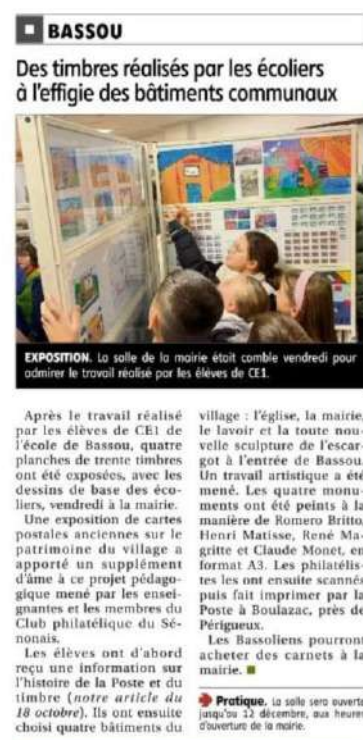 BASSOU
Des timbres réalisés par les écoliers
à l'effigie des bâtiments communaux
EXPOSITION. La salle de la mairie était comble vendredi pour
admirer le travail réalisé par les élèves de CE1.
Après le travail réalisé
par les élèves de CE1 de
l'école de Bassou, quatre
planches de trente timbres
ont été exposées, avec les
dessins de base des éco-
liers, vendredi à la mairie.
Une exposition de cartes
postales anciennes sur le
patrimoine du village a
apporté un supplément
d'âme à ce projet pédago-
gique mené par les ensei-
gnantes et les membres du
Club philatélique du Sé-
nonais.
Les élèves ont d'abord
reçu une information sur
l'histoire de la Poste et du
timbre (notre article du
18 octobre). Ils ont ensuite
choisi quatre bâtiments du
village : l'église, la mairie,
le lavoir et la toute nou-
velle sculpture de l'escar-
got à l'entrée de Bassou.
Un travail artistique a été
mené. Les quatre monu-
ments ont été peints à la
manière de Romero Britto,
Henri Matisse, René Ma-
gritte et Claude Monet, en
format A3. Les philatélis-
tes les ont ensuite scannés
puis fait imprimer par la
Poste à Boulazac, près de
Périgueux.
Les Bassoliens pourront
acheter des carnets à la
mairie.
Pratique. La salle sera ouverte
jusqu'au 12 décembre, aux heures
d'ouverture de la mairie.